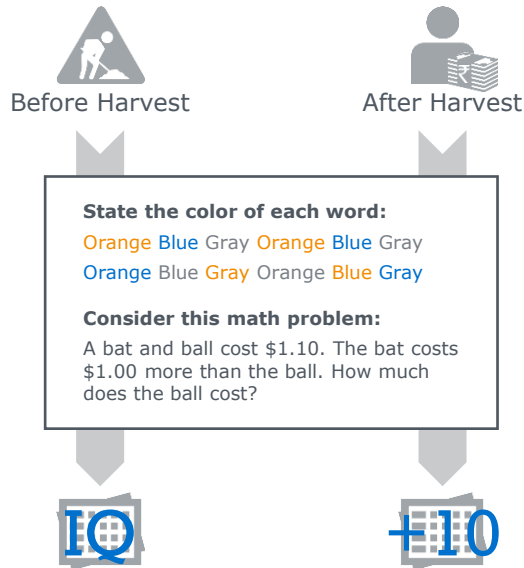 Before Harvest
After Harvest
₹
State the color of each word:
Orange Blue Gray Orange Blue Gray
Orange Blue Gray Orange Blue Gray
Consider this math problem:
A bat and ball cost $1.10. The bat costs
$1.00 more than the ball. How much
does the ball cost?
IQ
+10